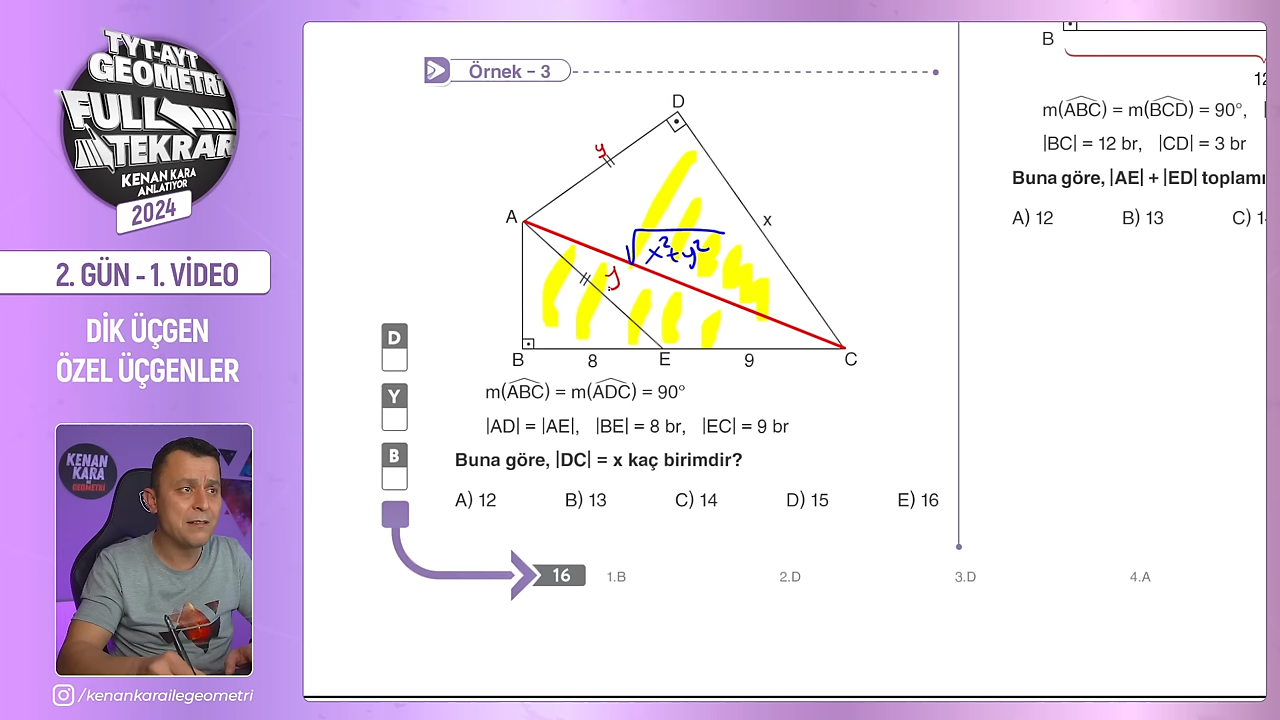 TYT-AYT
GEOMETRİ
FULL
TEKRAR
KENAN KARA
ANLATIYOR
2024
2. GÜN - 1. VİDEO
DİK ÜÇGEN
ÖZEL ÜÇGENLER
KENAN
KARA
GEOMETRİ
/kenankarailegeometri
Örnek – 3
D
y
A
x
√x²+y²
y
B 8 E 9 C
D
Y
B
m(ABC) = m(ADC) = 90°
|AD| = |AE|, |BE| = 8 br, |EC| = 9 br
Buna göre, |DC| = x kaç birimdir?
A) 12 B) 13 C) 14 D) 15 E) 16
B
12
m(ABC) = m(BCD) = 90°,
|BC| = 12 br, |CD| = 3 br
Buna göre, |AE| + |ED| toplamı
A) 12 B) 13 C) 1
16 1.B 2.D 3.D 4.A